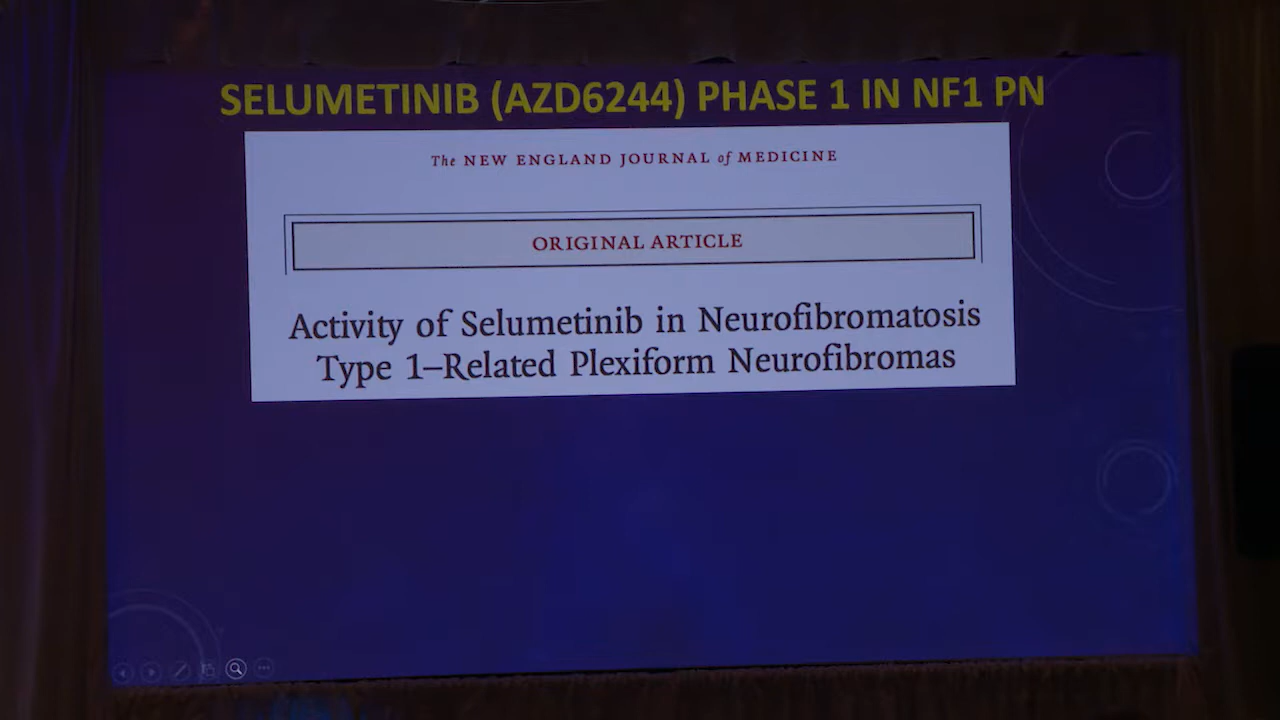 SELUMETINIB (AZD6244) PHASE 1 IN NF1 PN
The NEW ENGLAND JOURNAL of MEDICINE
ORIGINAL ARTICLE
Activity of Selumetinib in Neurofibromatosis
Type 1–Related Plexiform Neurofibromas